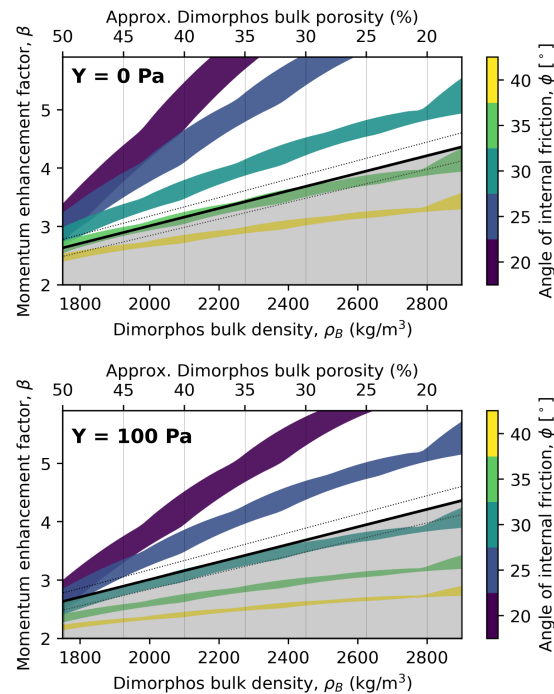 Approx. Dimorphos bulk porosity (%)
50 45 40 35 30 25 20
Y = 0 Pa
Momentum enhancement factor, β
5
4
3
2
1800 2000 2200 2400 2600 2800
Dimorphos bulk density, ρ_B (kg/m³)
40
35
30
25
20
Angle of internal friction, ϕ [°]
Approx. Dimorphos bulk porosity (%)
50 45 40 35 30 25 20
Y = 100 Pa
Momentum enhancement factor, β
5
4
3
2
1800 2000 2200 2400 2600 2800
Dimorphos bulk density, ρ_B (kg/m³)
40
35
30
25
20
Angle of internal friction, ϕ [°]